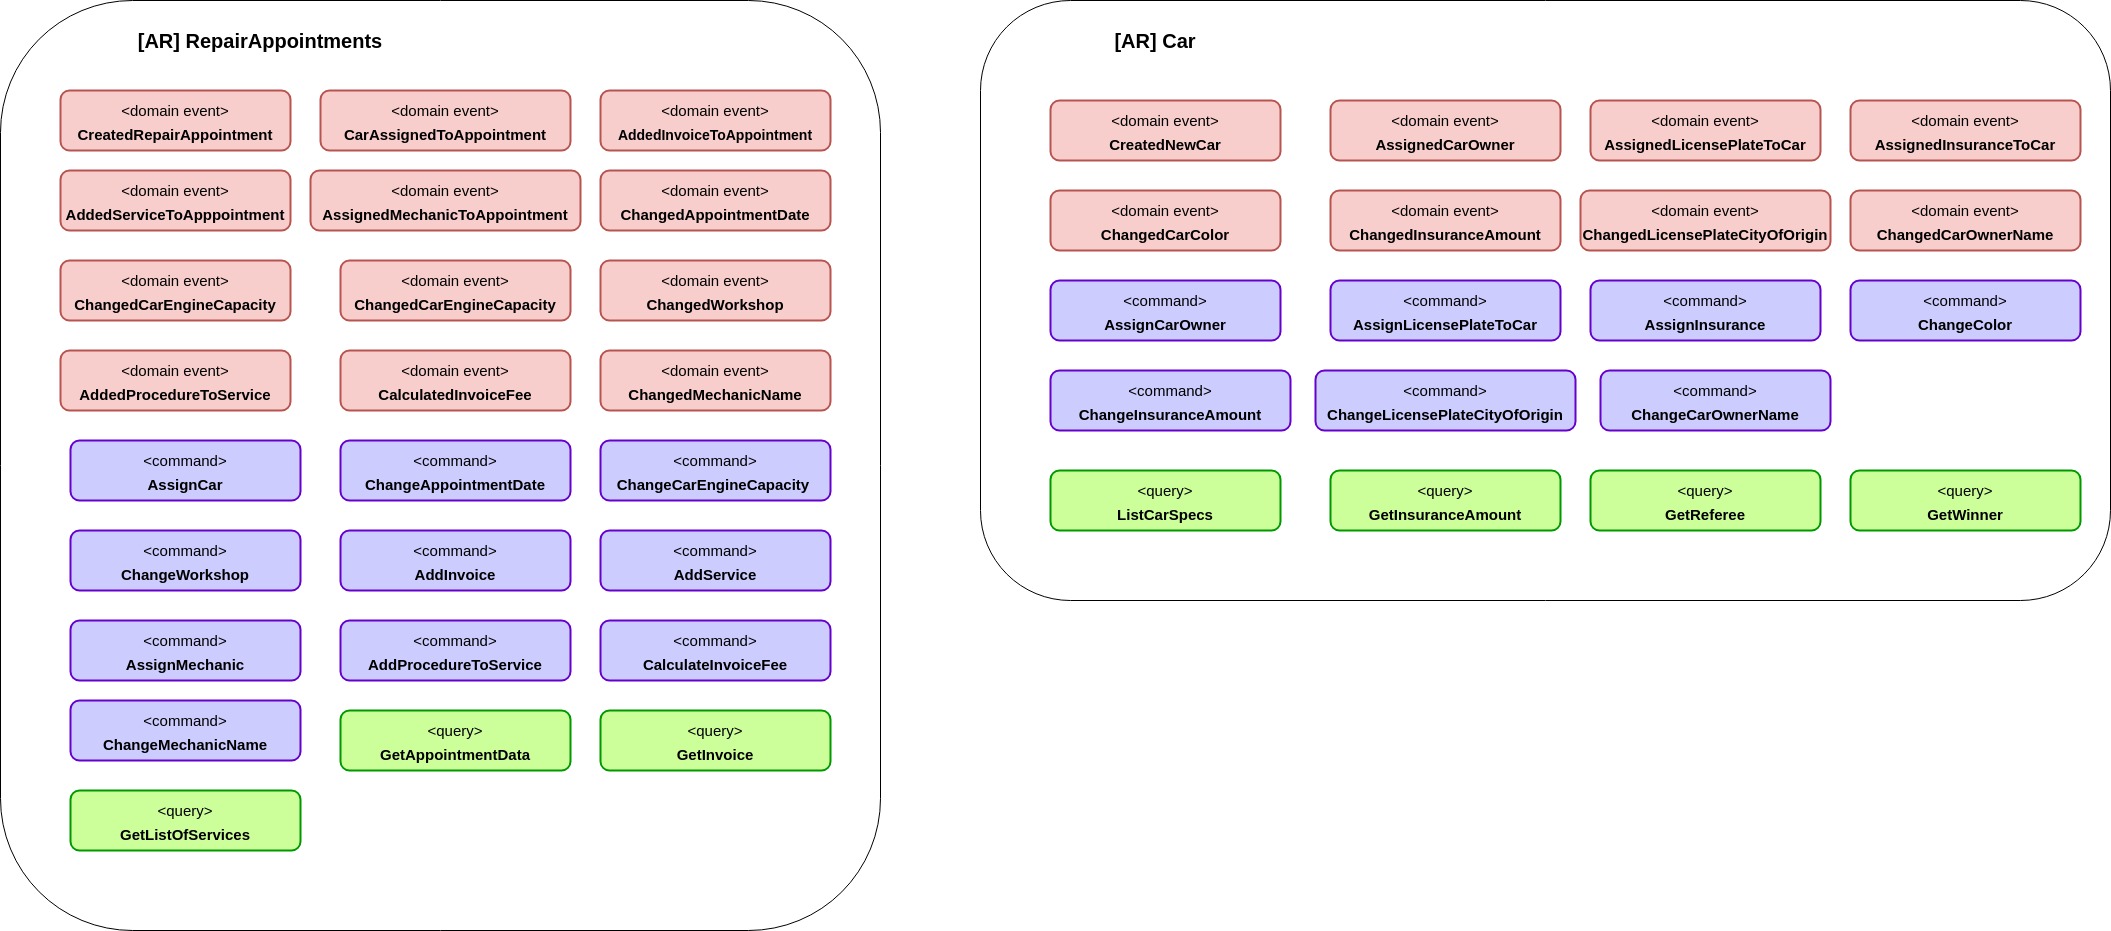 [AR] RepairAppointments
<domain event>
CreatedRepairAppointment
<domain event>
CarAssignedToAppointment
<domain event>
AddedInvoiceToAppointment
<domain event>
AddedServiceToApppointment
<domain event>
AssignedMechanicToAppointment
<domain event>
ChangedAppointmentDate
<domain event>
ChangedCarEngineCapacity
<domain event>
ChangedCarEngineCapacity
<domain event>
ChangedWorkshop
<domain event>
AddedProcedureToService
<domain event>
CalculatedInvoiceFee
<domain event>
ChangedMechanicName
<command>
AssignCar
<command>
ChangeAppointmentDate
<command>
ChangeCarEngineCapacity
<command>
ChangeWorkshop
<command>
AddInvoice
<command>
AddService
<command>
AssignMechanic
<command>
AddProcedureToService
<command>
CalculateInvoiceFee
<command>
ChangeMechanicName
<query>
GetAppointmentData
<query>
GetInvoice
<query>
GetListOfServices
[AR] Car
<domain event>
CreatedNewCar
<domain event>
AssignedCarOwner
<domain event>
AssignedLicensePlateToCar
<domain event>
AssignedInsuranceToCar
<domain event>
ChangedCarColor
<domain event>
ChangedInsuranceAmount
<domain event>
ChangedLicensePlateCityOfOrigin
<domain event>
ChangedCarOwnerName
<command>
AssignCarOwner
<command>
AssignLicensePlateToCar
<command>
AssignInsurance
<command>
ChangeColor
<command>
ChangeInsuranceAmount
<command>
ChangeLicensePlateCityOfOrigin
<command>
ChangeCarOwnerName
<query>
ListCarSpecs
<query>
GetInsuranceAmount
<query>
GetReferee
<query>
GetWinner